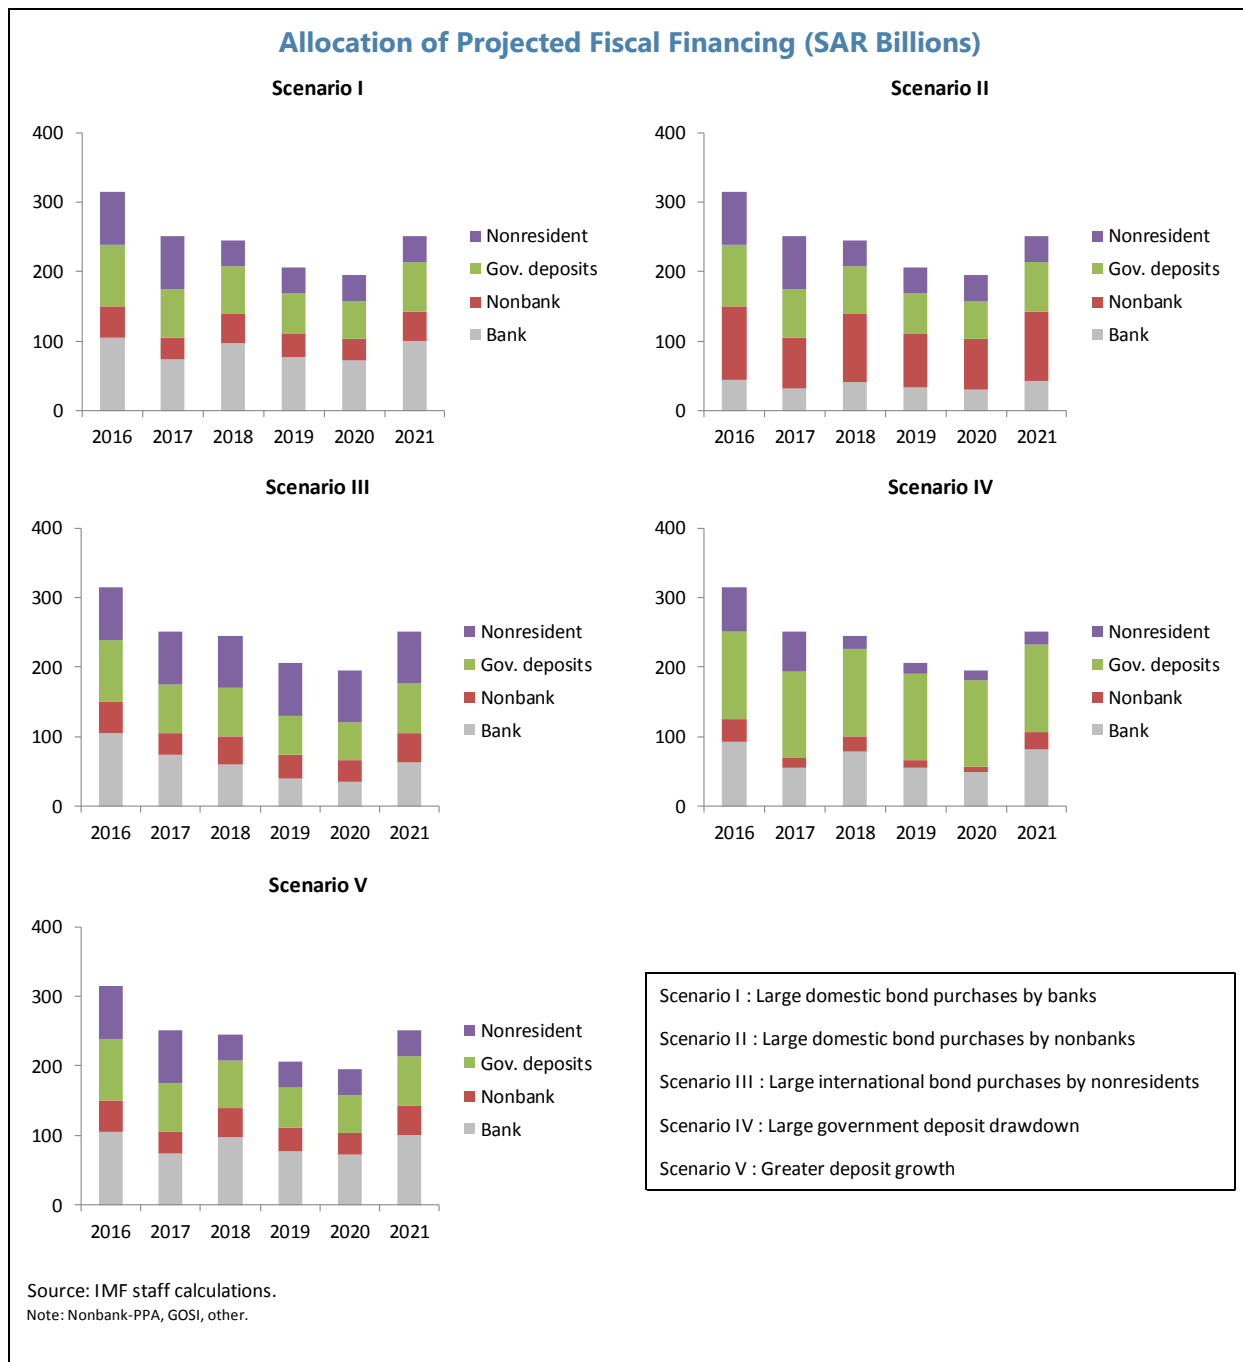 Allocation of Projected Fiscal Financing (SAR Billions)
Scenario I
400
300
200
100
0
2016 2017 2018 2019 2020 2021
Nonresident
Gov. deposits
Nonbank
Bank
Scenario II
400
300
200
100
0
2016 2017 2018 2019 2020 2021
Nonresident
Gov. deposits
Nonbank
Bank
Scenario III
400
300
200
100
0
2016 2017 2018 2019 2020 2021
Nonresident
Gov. deposits
Nonbank
Bank
Scenario IV
400
300
200
100
0
2016 2017 2018 2019 2020 2021
Nonresident
Gov. deposits
Nonbank
Bank
Scenario V
400
300
200
100
0
2016 2017 2018 2019 2020 2021
Nonresident
Gov. deposits
Nonbank
Bank
Scenario I : Large domestic bond purchases by banks
Scenario II : Large domestic bond purchases by nonbanks
Scenario III : Large international bond purchases by nonresidents
Scenario IV : Large government deposit drawdown
Scenario V : Greater deposit growth
Source: IMF staff calculations.
Note: Nonbank-PPA, GOSI, other.